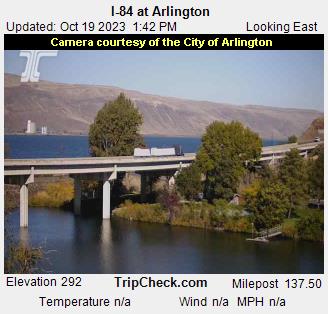 I-84 at Arlington
Updated: Oct 19 2023 1:42 PM Looking East
Camera courtesy of the City of Arlington
Elevation 292 TripCheck.com Milepost 137.50
Temperature n/a Wind n/a MPH n/a